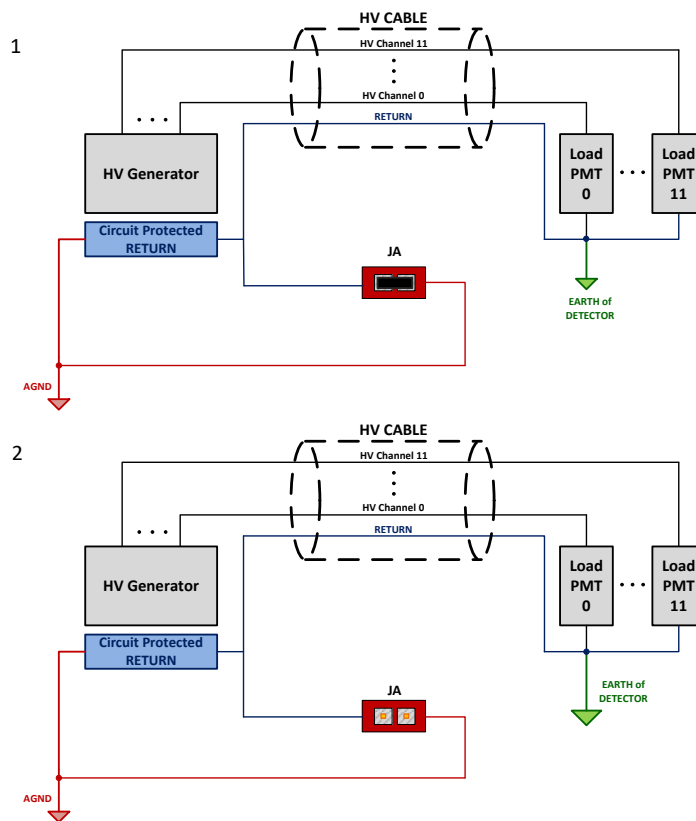 1
HV CABLE
HV Channel 11
HV Channel 0
RETURN
HV Generator
Load
PMT
0
Load
PMT
11
Circuit Protected
RETURN
JA
EARTH of
DETECTOR
AGND
2
HV CABLE
HV Channel 11
HV Channel 0
RETURN
HV Generator
Load
PMT
0
Load
PMT
11
Circuit Protected
RETURN
JA
EARTH of
DETECTOR
AGND